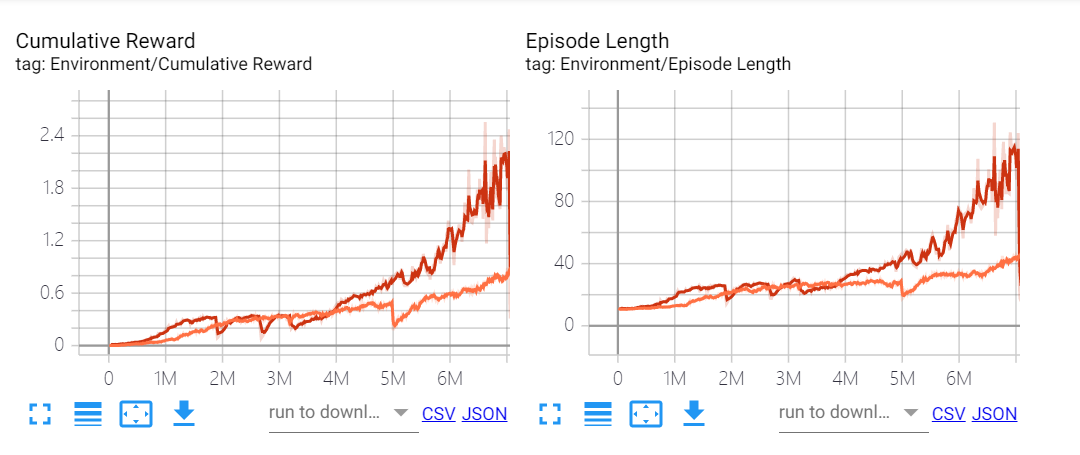 Cumulative Reward
tag: Environment/Cumulative Reward
2.4
1.8
1.2
0.6
0
0 1M 2M 3M 4M 5M 6M
run to downl... CSV JSON
Episode Length
tag: Environment/Episode Length
120
80
40
0
0 1M 2M 3M 4M 5M 6M
run to downl... CSV JSON